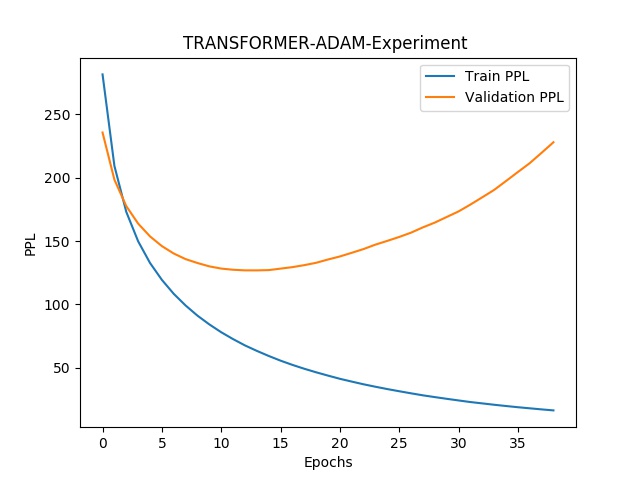 TRANSFORMER-ADAM-Experiment
Train PPL
Validation PPL
PPL
250
200
150
100
50
0 5 10 15 20 25 30 35
Epochs